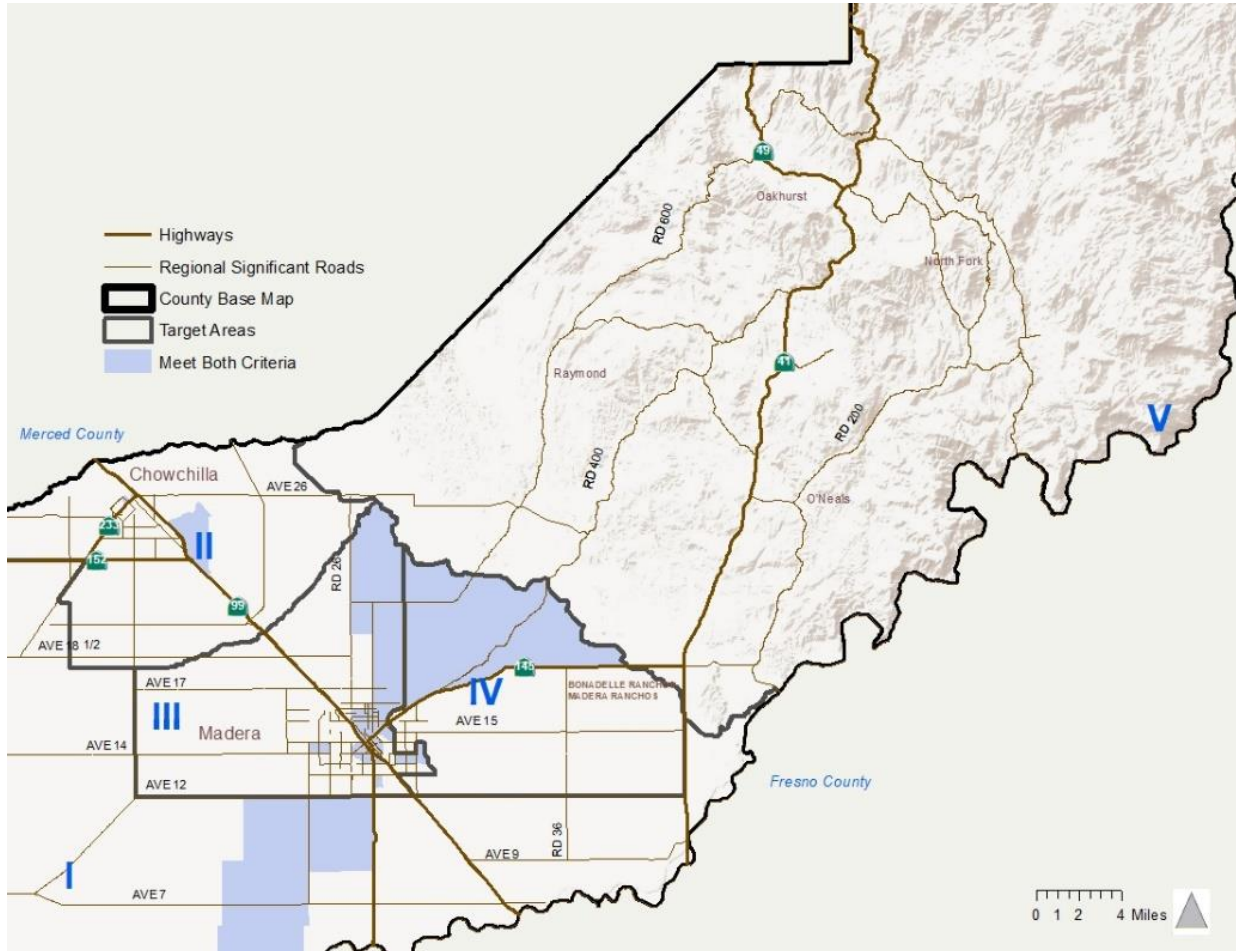 49
Oakhurst
RD 600
Highways
Regional Significant Roads
North Fork
County Base Map
Target Areas
Meet Both Criteria
41
Raymond
RD 200
V
Merced County
Chowchilla
RD 400
AVE 26
O'Neals
233
II
152
RD 26
99
AVE 18 1/2
145
AVE 17
IV
BONADELLE RANCHOS
MADERA RANCHOS
III
Madera
AVE 15
AVE 14
AVE 12
Fresno County
RD 36
AVE 9
I
AVE 7
0 1 2 4 Miles